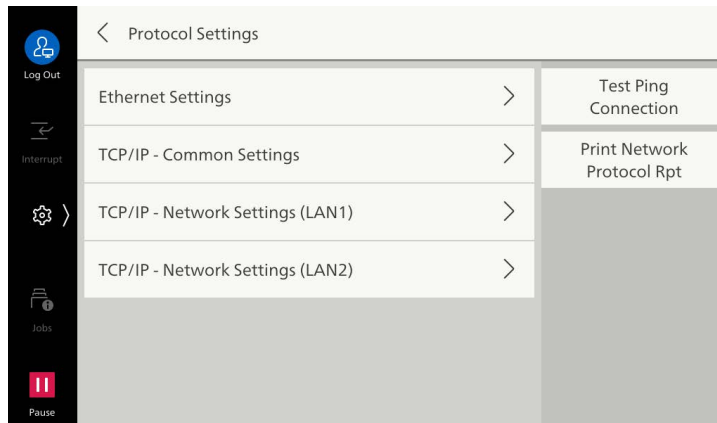 Protocol Settings
Log Out
Ethernet Settings
Test Ping
Connection
Interrupt
TCP/IP - Common Settings
Print Network
Protocol Rpt
TCP/IP - Network Settings (LAN1)
TCP/IP - Network Settings (LAN2)
Jobs
Pause